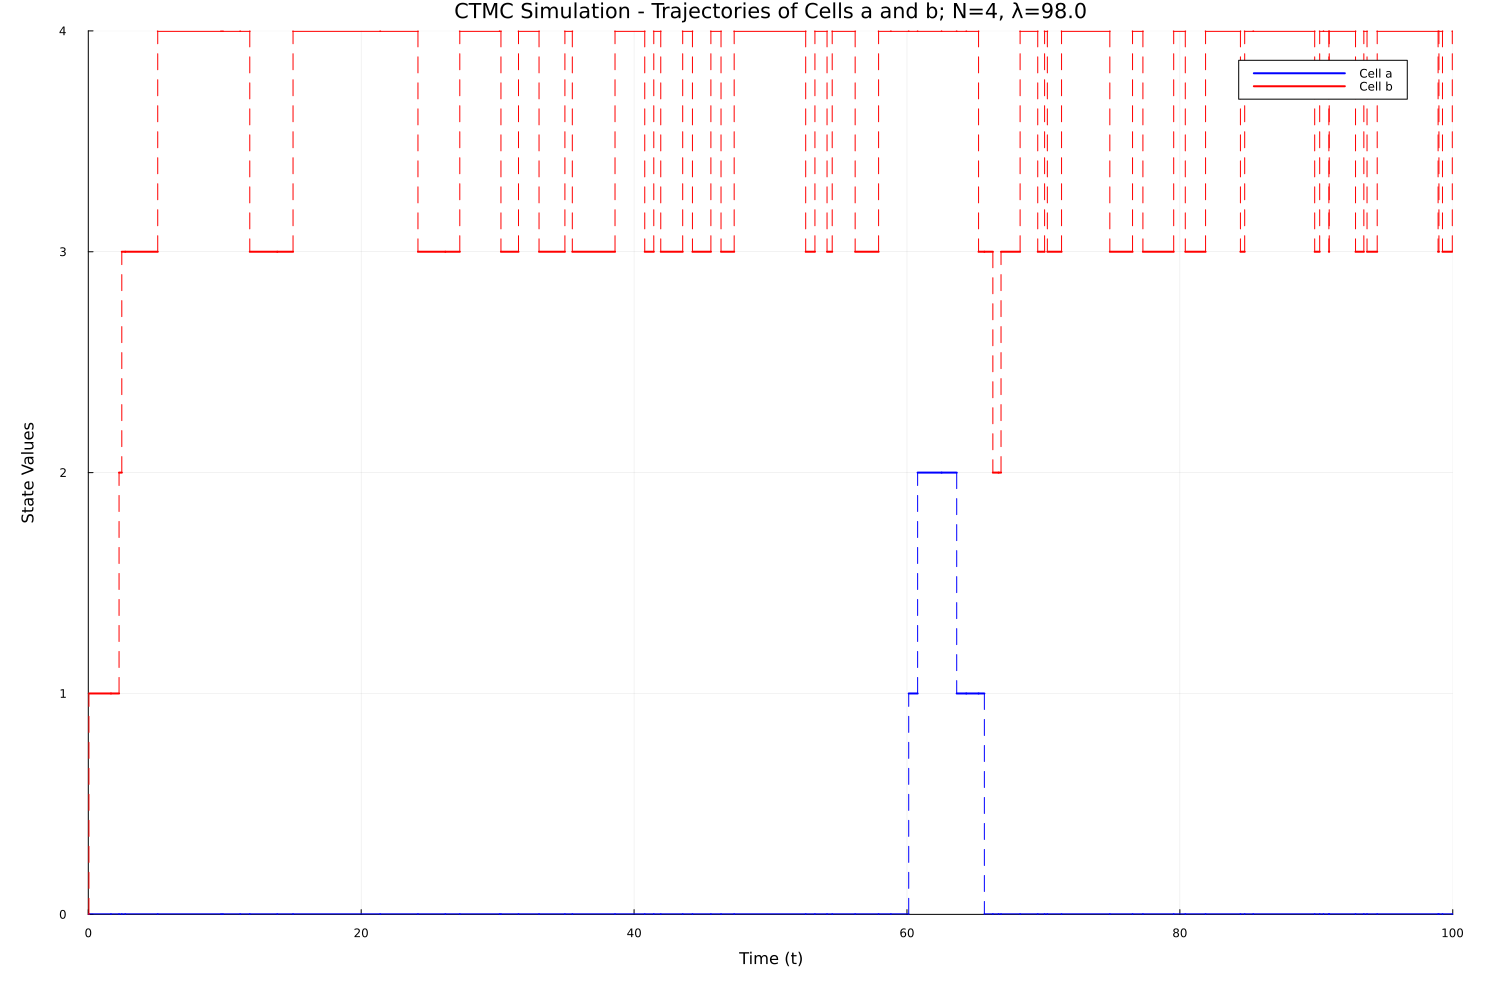 CTMC Simulation - Trajectories of Cells a and b; N=4, λ=98.0
4
Cell a
Cell b
3
State Values
2
1
0
0 20 40 60 80 100
Time (t)